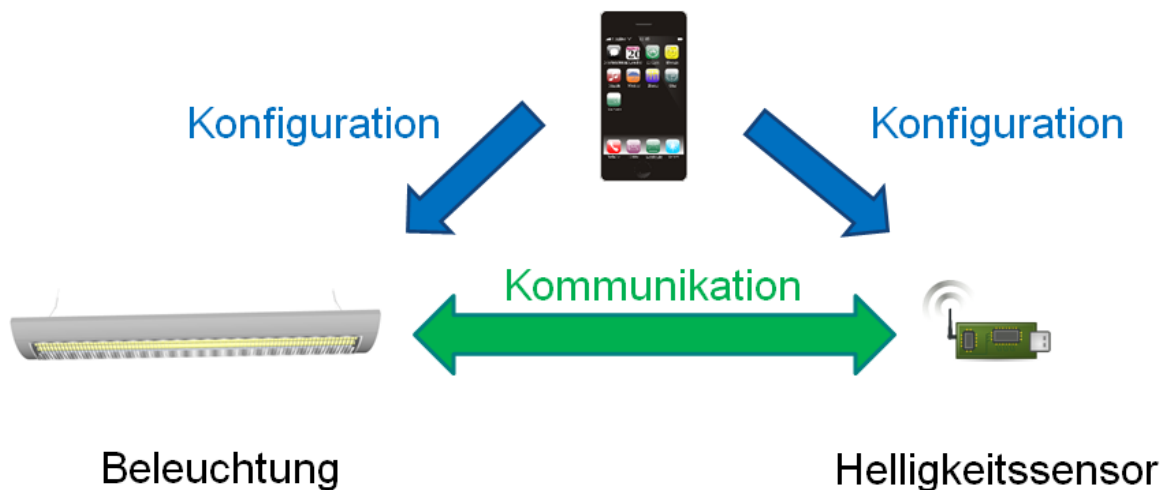 Konfiguration
Konfiguration
Kommunikation
Beleuchtung
Helligkeitssensor